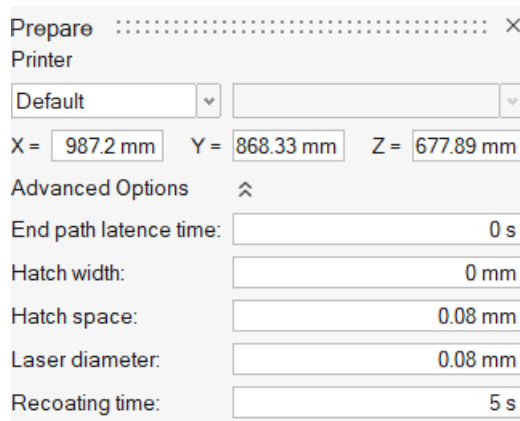 Prepare
Printer
Default
X = 987.2 mm Y = 868.33 mm Z = 677.89 mm
Advanced Options
End path latence time: 0 s
Hatch width: 0 mm
Hatch space: 0.08 mm
Laser diameter: 0.08 mm
Recoating time: 5 s